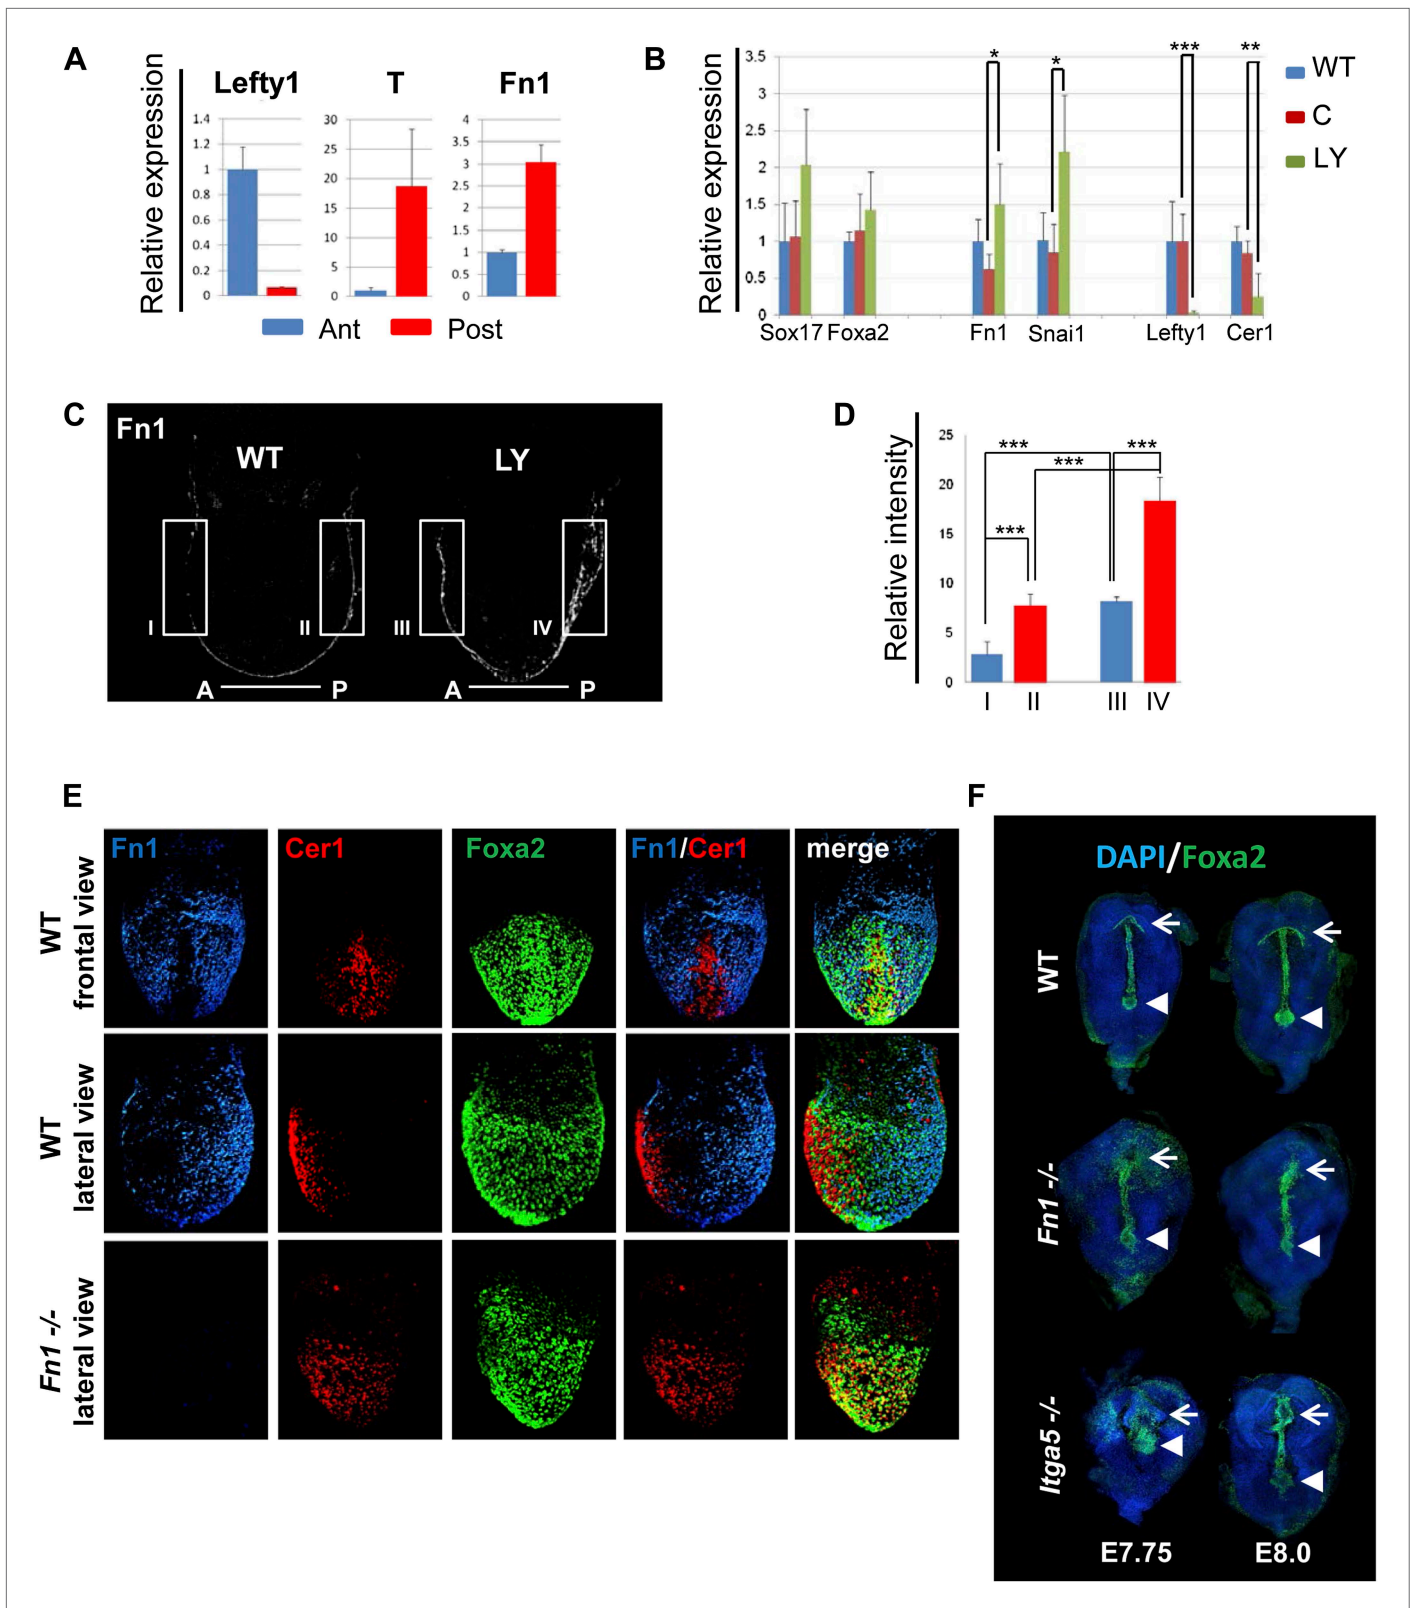 A
Relative expression
Lefty1
1.4
1.2
1
0.8
0.6
0.4
0.2
0
T
30
25
20
15
10
5
0
Fn1
4
3.5
3
2.5
2
1.5
1
0.5
0
Ant Post
B
Relative expression
3.5
3
2.5
2
1.5
1
0.5
0
* * *** **
Sox17 Foxa2 Fn1 Snai1 Lefty1 Cer1
WT
C
LY
C
Fn1
WT LY
I II III IV
A P A P
D
Relative intensity
25
20
15
10
5
0
*** ***
***
***
I II III IV
E
Fn1 Cer1 Foxa2 Fn1/Cer1 merge
WT
frontal view
WT
lateral view
Fn1 -/-
lateral view
F
DAPI/Foxa2
WT
Fn1 -/-
Itga5 -/-
E7.75 E8.0